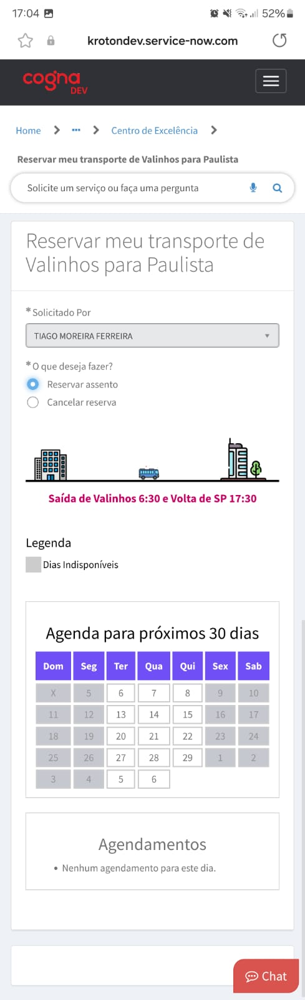 17:04
52%
krotondev.service-now.com
cogna
DEV
Home
Centro de Excelência
Reservar meu transporte de Valinhos para Paulista
Solicite um serviço ou faça uma pergunta
Reservar meu transporte de
Valinhos para Paulista
* Solicitado Por
TIAGO MOREIRA FERREIRA
* O que deseja fazer?
Reservar assento
Cancelar reserva
Saída de Valinhos 6:30 e Volta de SP 17:30
Legenda
Dias Indisponíveis
Agenda para próximos 30 dias
Dom Seg Ter Qua Qui Sex Sab
X 5 6 7 8 9 10
11 12 13 14 15 16 17
18 19 20 21 22 23 24
25 26 27 28 29 1 2
3 4 5 6
Agendamentos
• Nenhum agendamento para este dia.
Chat